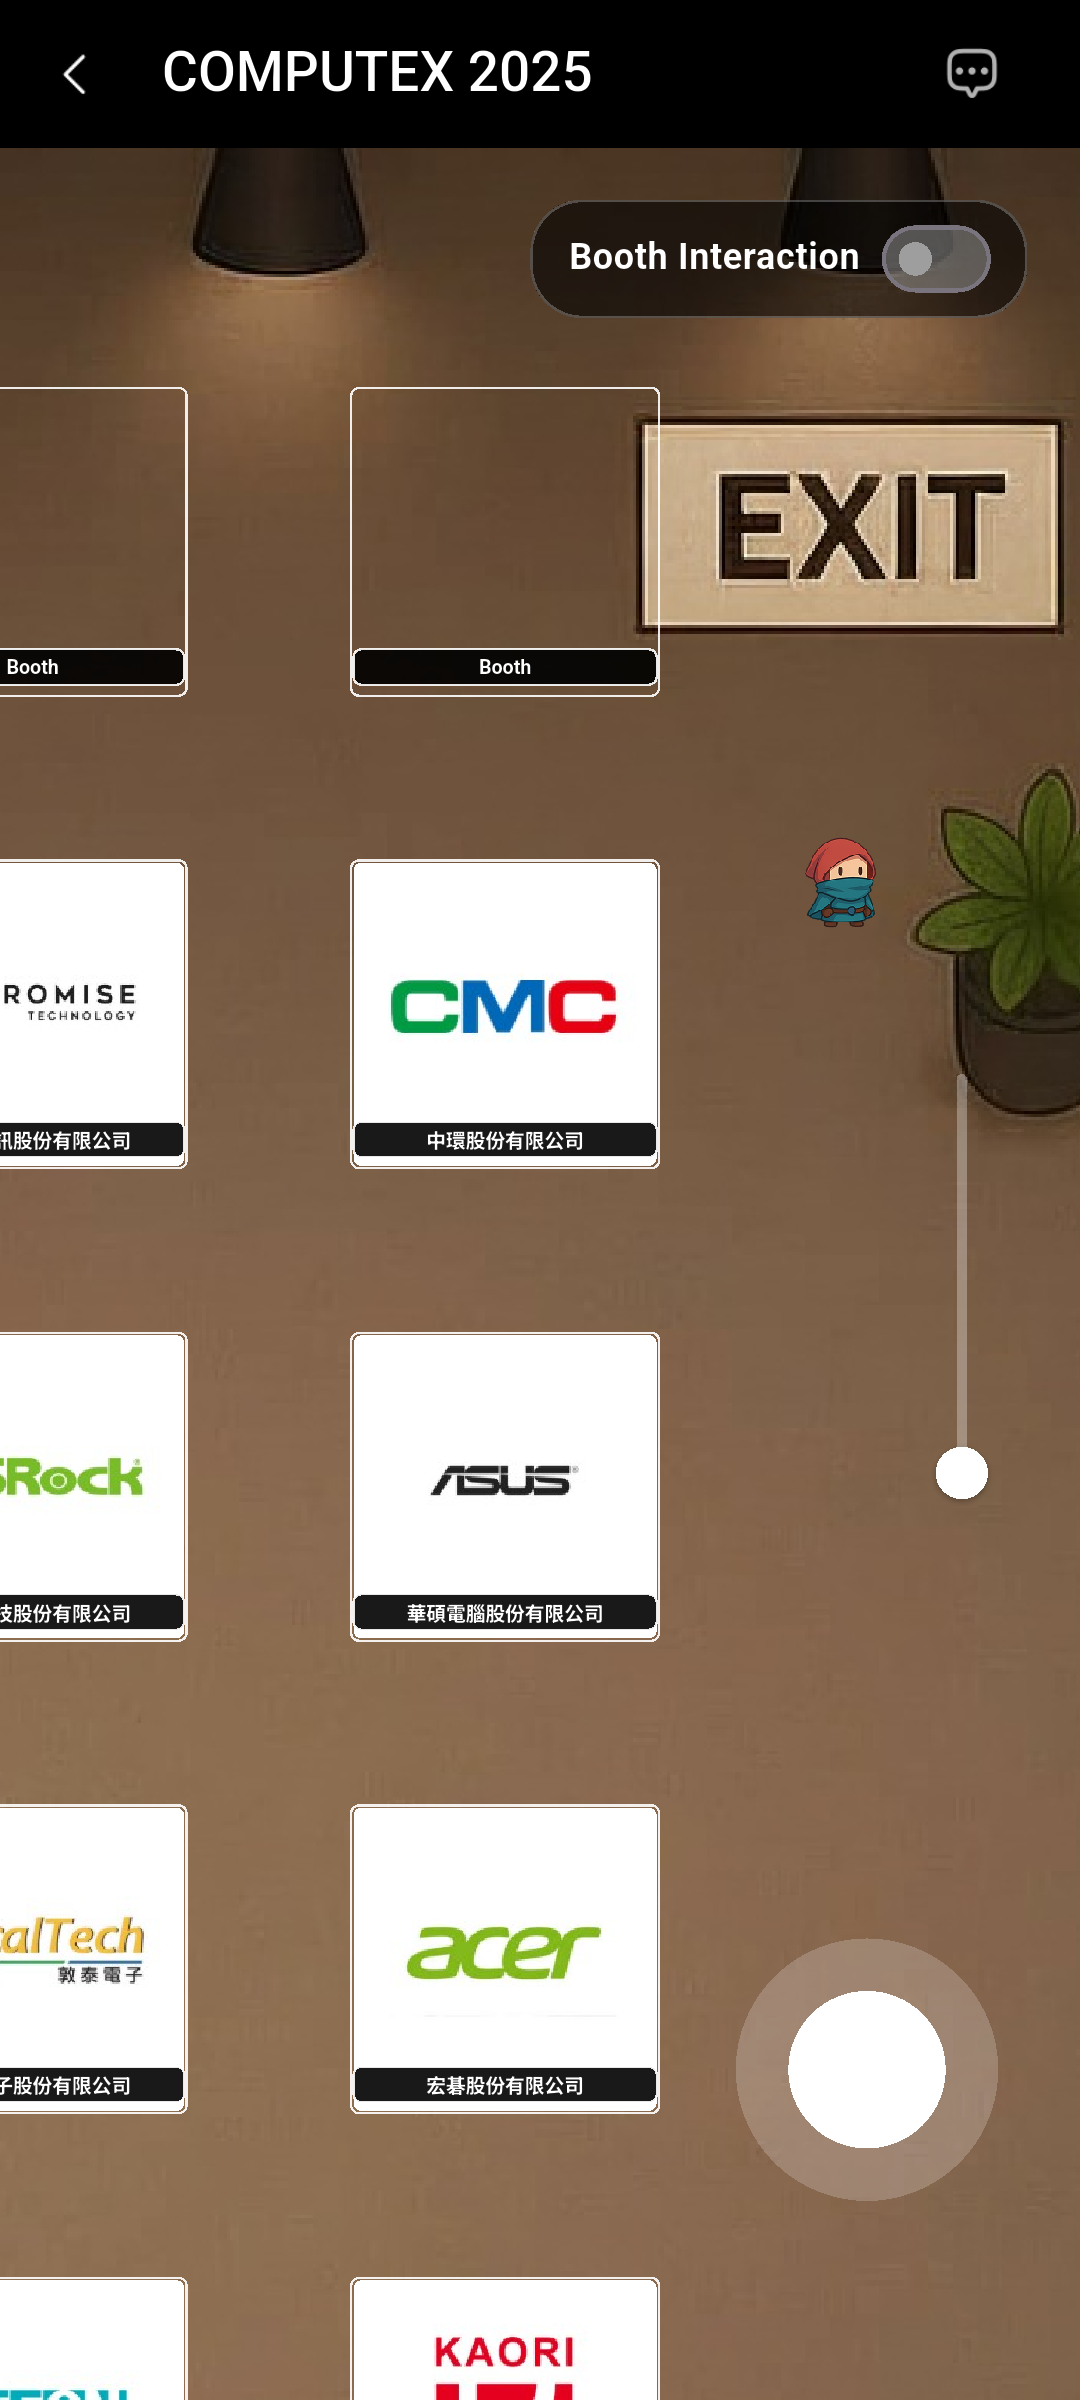 COMPUTEX 2025
Booth Interaction
EXIT
Booth
Booth
ROMISE
TECHNOLOGY
訊股份有限公司
CMC
中環股份有限公司
SRock
技股份有限公司
ASUS
華碩電腦股份有限公司
calTech
敦泰電子
子股份有限公司
acer
宏碁股份有限公司
KAORI